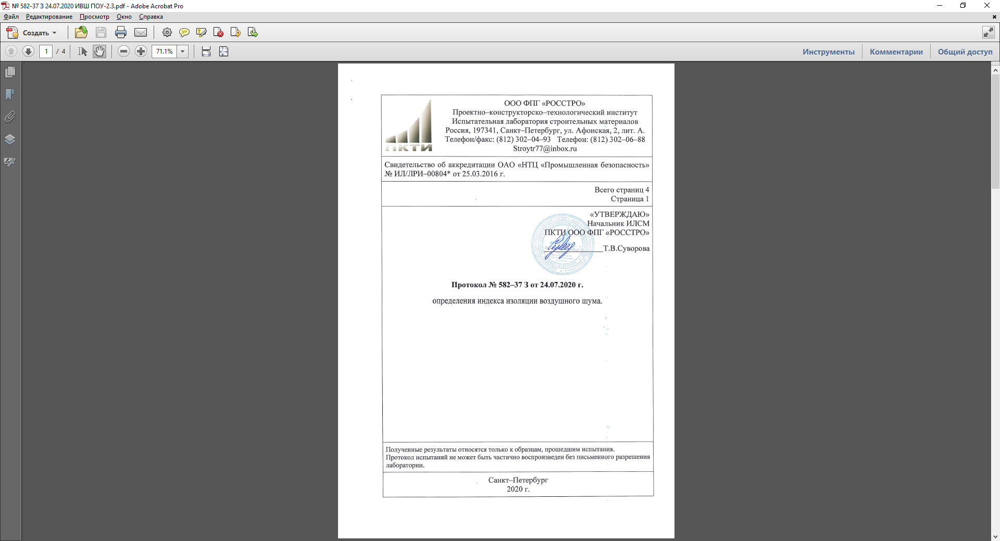 № 582-37 З 24.07.2020 ИВШ ПОУ-2.3.pdf - Adobe Acrobat Pro
Файл Редактирование Просмотр Окно Справка
Создать
1 / 4 71.1% Инструменты Комментарии Общий доступ
ПКТИ
ООО ФПГ «РОССТРО»
Проектно–конструкторско–технологический институт
Испытательная лаборатория строительных материалов
Россия, 197341, Санкт–Петербург, ул. Афонская, 2, лит. А.
Телефон/факс: (812) 302–04–93 Телефон: (812) 302–06–88
Stroytr77@inbox.ru
Свидетельство об аккредитации ОАО «НТЦ «Промышленная безопасность»
№ ИЛ/ЛРИ–00804* от 25.03.2016 г.
Всего страниц 4
Страница 1
«УТВЕРЖДАЮ»
Начальник ИЛСМ
ПКТИ ООО ФПГ «РОССТРО»
Т.В.Суворова
Протокол № 582–37 З от 24.07.2020 г.
определения индекса изоляции воздушного шума.
Полученные результаты относятся только к образцам, прошедшим испытания.
Протокол испытаний не может быть частично воспроизведен без письменного разрешения
лаборатории.
Санкт–Петербург
2020 г.